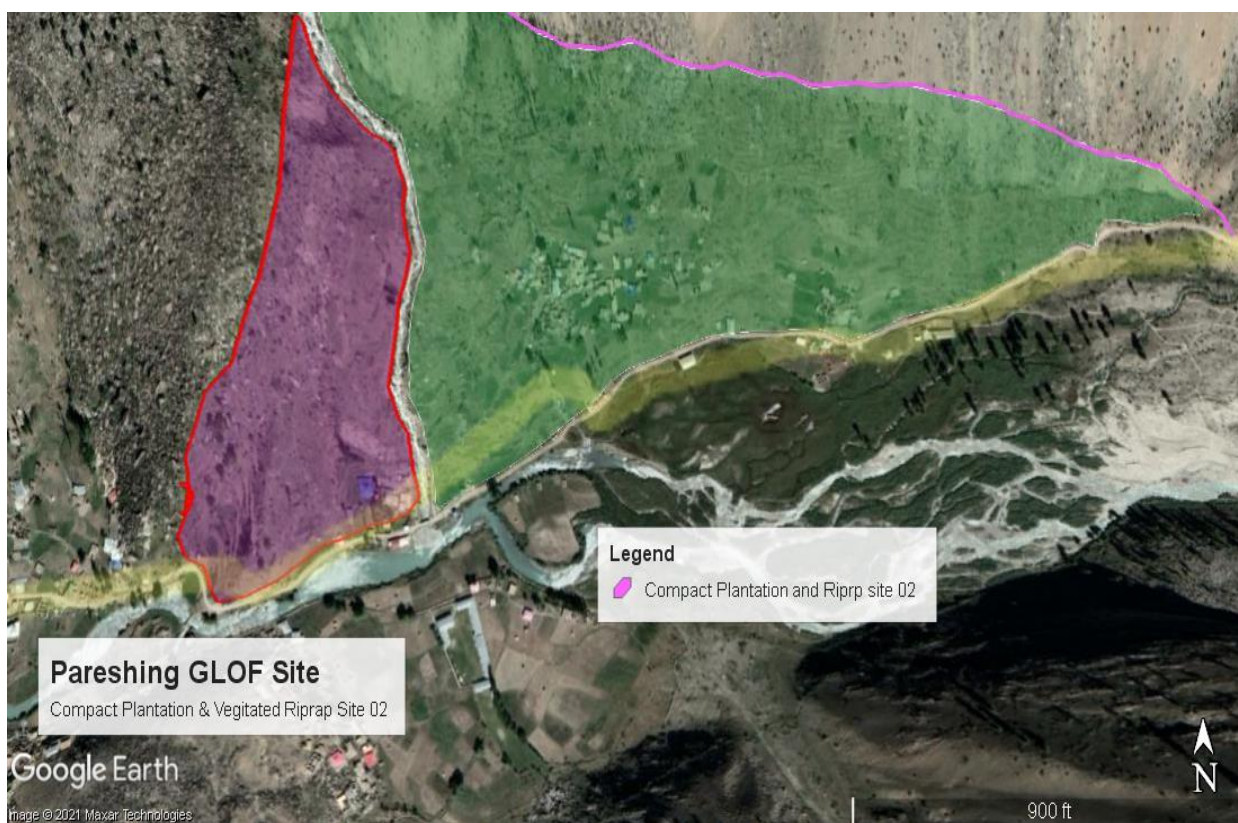 Legend
Compact Plantation and Riprp site 02
Pareshing GLOF Site
Compact Plantation & Vegitated Riprap Site 02
Google Earth
Image © 2021 Maxar Technologies
N
900 ft